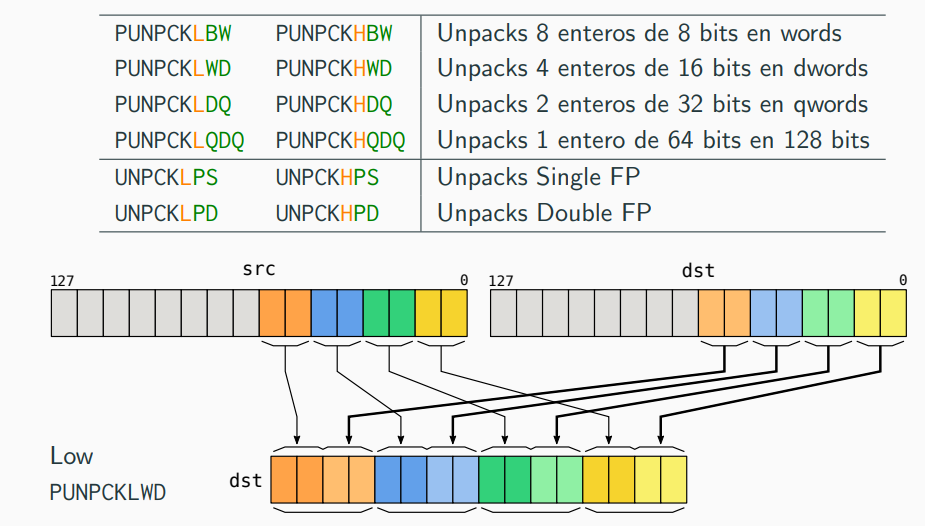 PUNPCKLBW PUNPCKHBW Unpacks 8 enteros de 8 bits en words
PUNPCKLWD PUNPCKHWD Unpacks 4 enteros de 16 bits en dwords
PUNPCKLDQ PUNPCKHDQ Unpacks 2 enteros de 32 bits en qwords
PUNPCKLQDQ PUNPCKHQDQ Unpacks 1 entero de 64 bits en 128 bits
UNPCKLPS UNPCKHPS Unpacks Single FP
UNPCKLPD UNPCKHPD Unpacks Double FP
src dst
127 0 127 0
Low
PUNPCKLWD
dst